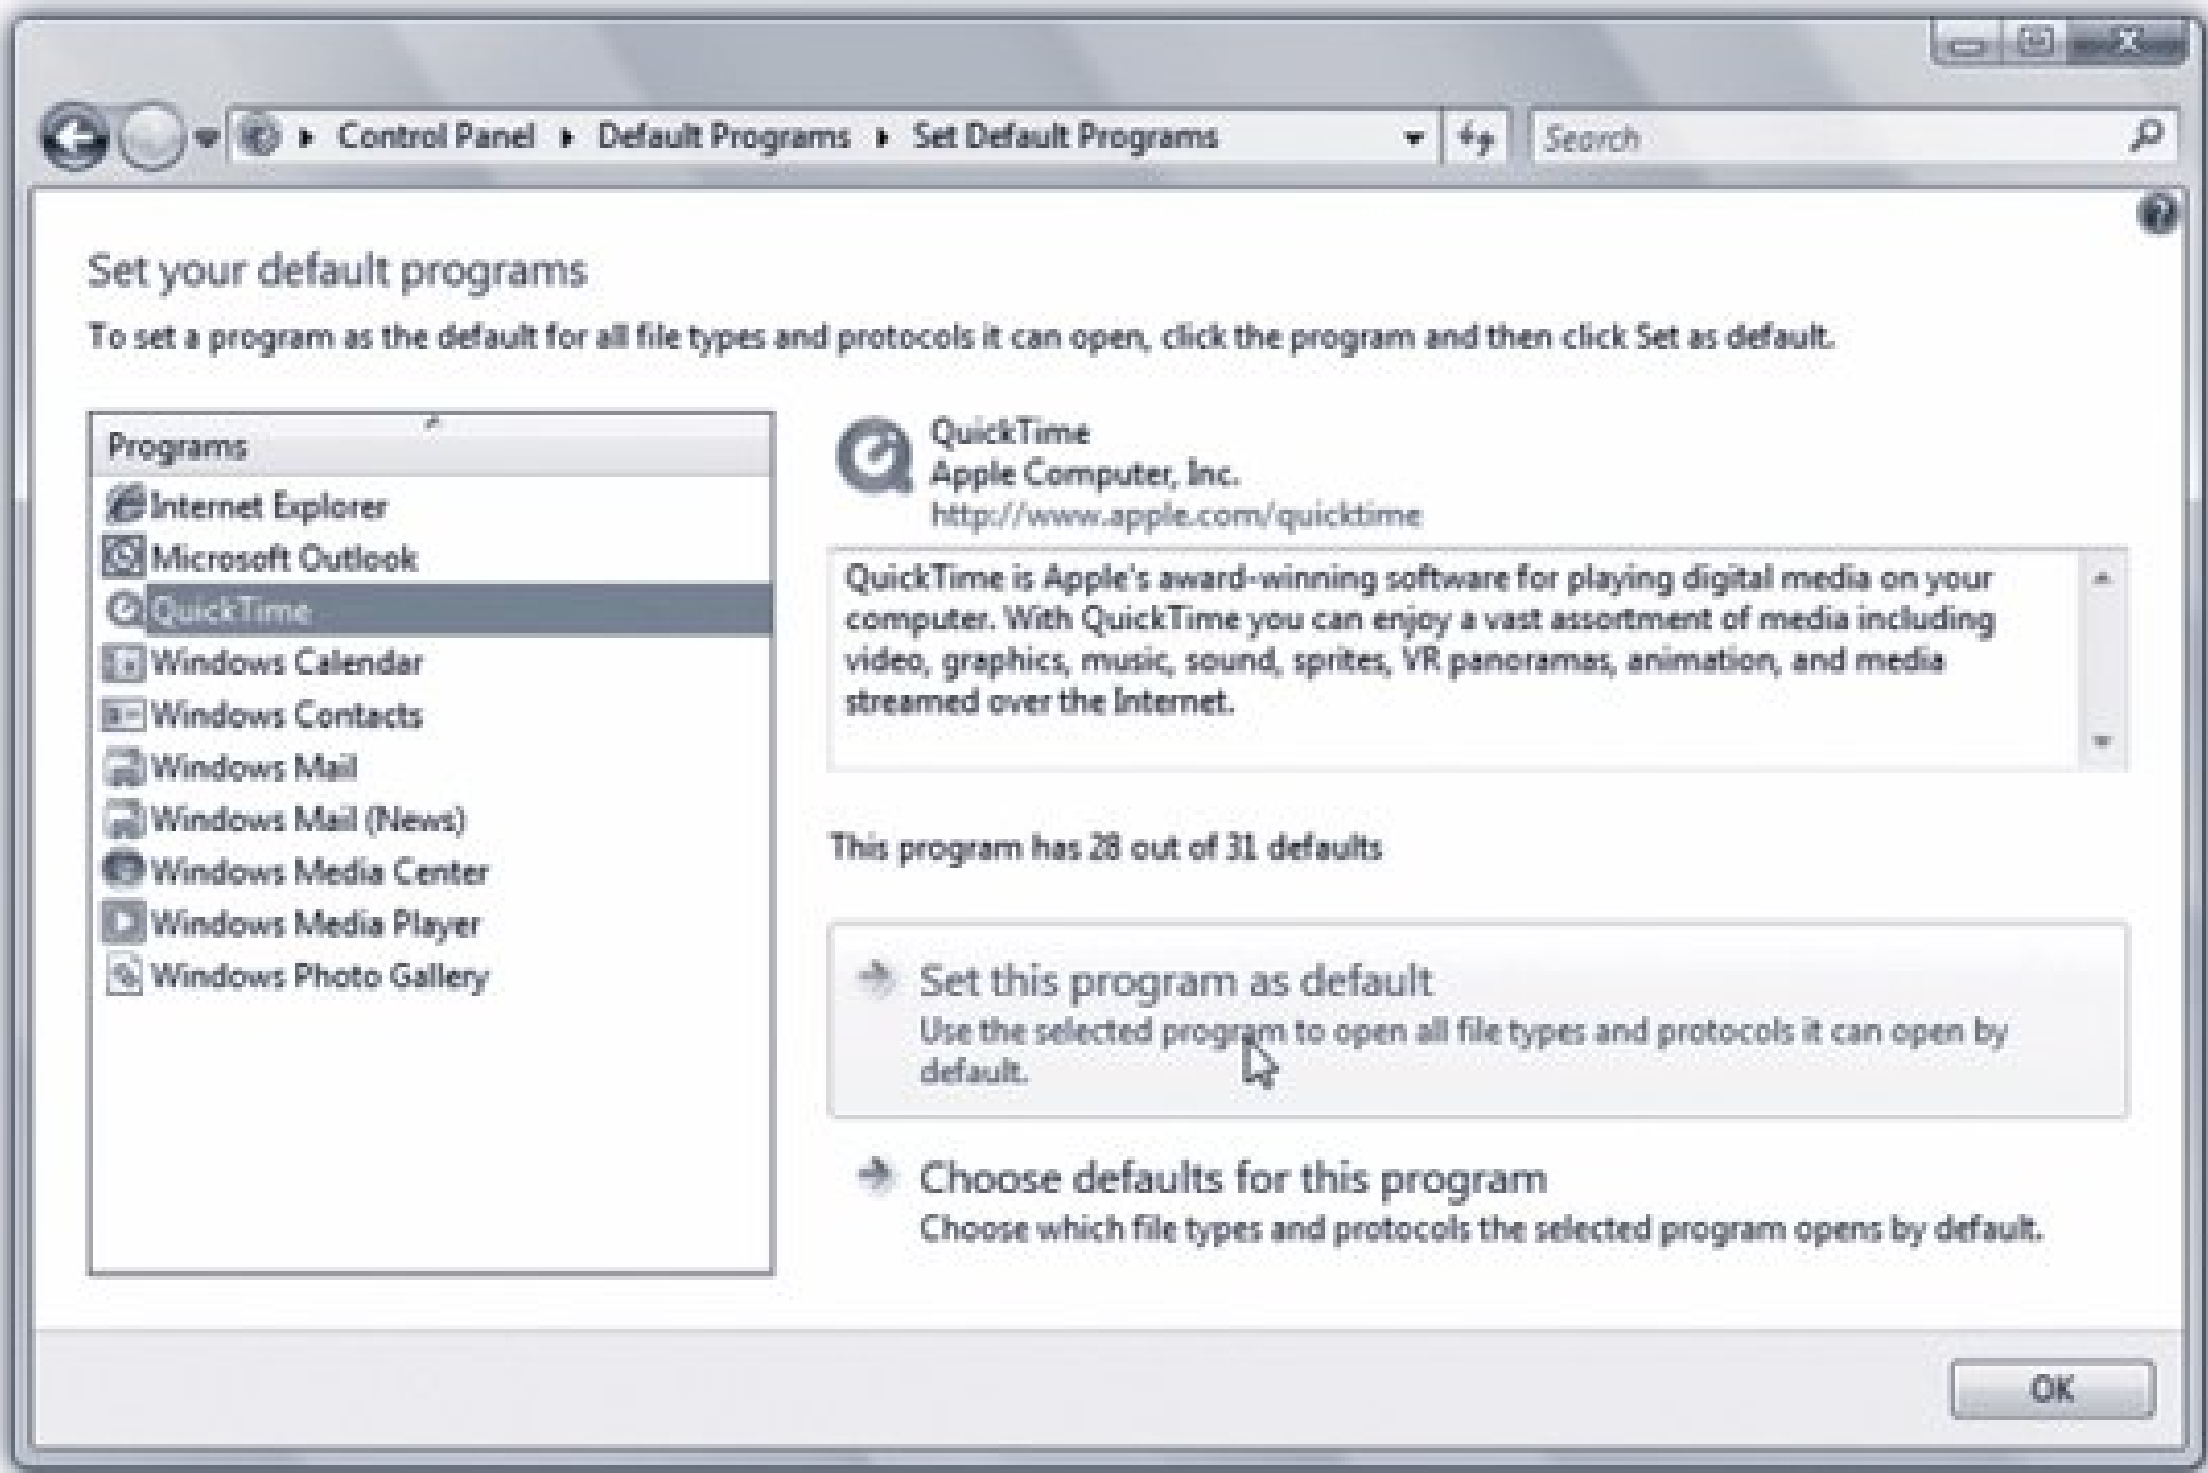 Control Panel Default Programs Set Default Programs
Search
Set your default programs
To set a program as the default for all file types and protocols it can open, click the program and then click Set as default.
Programs
Internet Explorer
Microsoft Outlook
QuickTime
Windows Calendar
Windows Contacts
Windows Mail
Windows Mail (News)
Windows Media Center
Windows Media Player
Windows Photo Gallery
QuickTime
Apple Computer, Inc.
http://www.apple.com/quicktime
QuickTime is Apple's award-winning software for playing digital media on your
computer. With QuickTime you can enjoy a vast assortment of media including
video, graphics, music, sound, sprites, VR panoramas, animation, and media
streamed over the Internet.
This program has 28 out of 31 defaults
Set this program as default
Use the selected program to open all file types and protocols it can open by
default.
Choose defaults for this program
Choose which file types and protocols the selected program opens by default.
OK